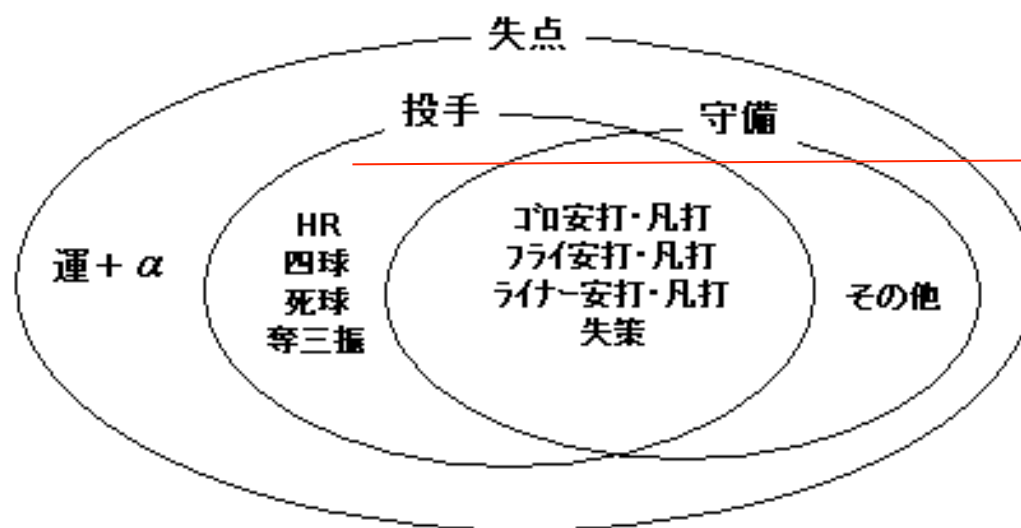 失点
投手
守備
運+α
HR
四球
死球
奪三振
ｺﾞﾛ安打・凡打
ﾌﾗｲ安打・凡打
ﾗｲﾅｰ安打・凡打
失策
その他